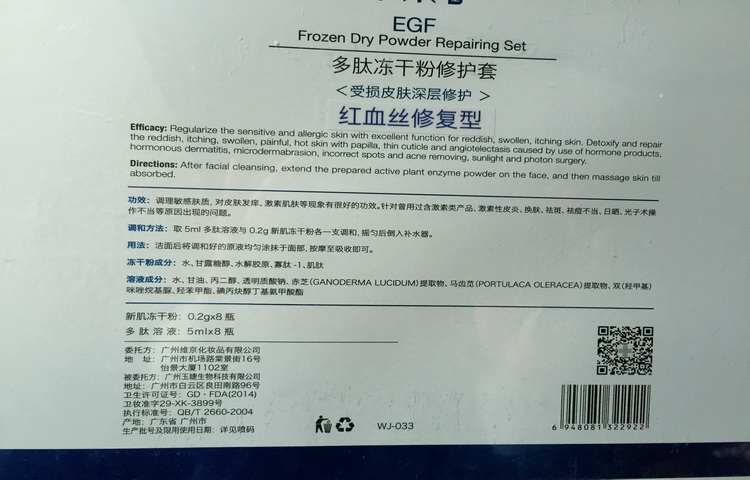 EGF
Frozen Dry Powder Repairing Set
多肽冻干粉修护套
＜受损皮肤深层修护＞
红血丝修复型
Efficacy: Regularize the sensitive and allergic skin with excellent function for reddish, swollen, itching skin. Detoxify and repair
the reddish, itching, swollen, painful, hot skin with papilla, thin cuticle and angiotelectasis caused by use of hormone products,
hormonous dermatitis, microdermabrasion, incorrect spots and acne removing, sunlight and photon surgery.
Directions: After facial cleansing, extend the prepared active plant enzyme powder on the face, and then massage skin till
absorbed.
功效：调理敏感肤质，对皮肤发痒、激素肌肤等现象有很好的功效。针对曾用过含激素类产品、激素性皮炎、换肤、祛斑、祛痘不当、日晒，光子术操
作不当等原因出现的问题。
调和方法：取5ml多肽溶液与0.2g新肌冻干粉各一支调和，摇匀后倒入补水器。
用法：洁面后将调和好的原液均匀涂抹于面部，按摩至吸收即可。
冻干粉成分：水、甘露糖醇、水解胶原、寡肽-1、肌肽
溶液成分：水、甘油、丙二醇、透明质酸钠、赤芝(GANODERMA LUCIDUM)提取物、马齿苋(PORTULACA OLERACEA)提取物、双(羟甲基)
咪唑烷基脲、羟苯甲酯、碘丙炔醇丁基氨甲酸酯
新肌冻干粉：0.2gx8瓶
多肽溶液：5mlx8瓶
委托方：广州维京化妆品有限公司
地 址：广州市机场路棠景街16号
怡景大厦1102室
被委托方：广州玉婕生物科技有限公司
地址：广州市白云区良田南路96号
卫生许可证号：GD·FDA(2014)
卫妆准字29-XK-3899号
执行标准号：QB/T 2660-2004
产地：广东省 广州市
生产批号及限用使用日期：详见喷码
WJ-033
6 948081 322922